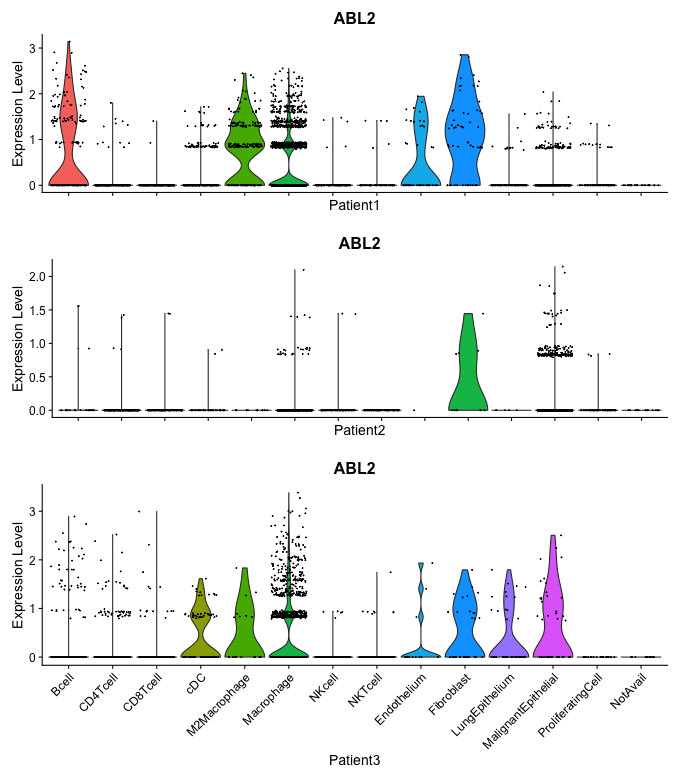 ABL2
Expression Level
3
2
1
0
Patient1
ABL2
Expression Level
2.0
1.5
1.0
0.5
0.0
Patient2
ABL2
Expression Level
3
2
1
0
Bcell
CD4Tcell
CD8Tcell
cDC
M2Macrophage
Macrophage
NKcell
NKTcell
Endothelium
Fibroblast
LungEpithelium
MalignantEpithelial
ProliferatingCell
NotAvail
Patient3